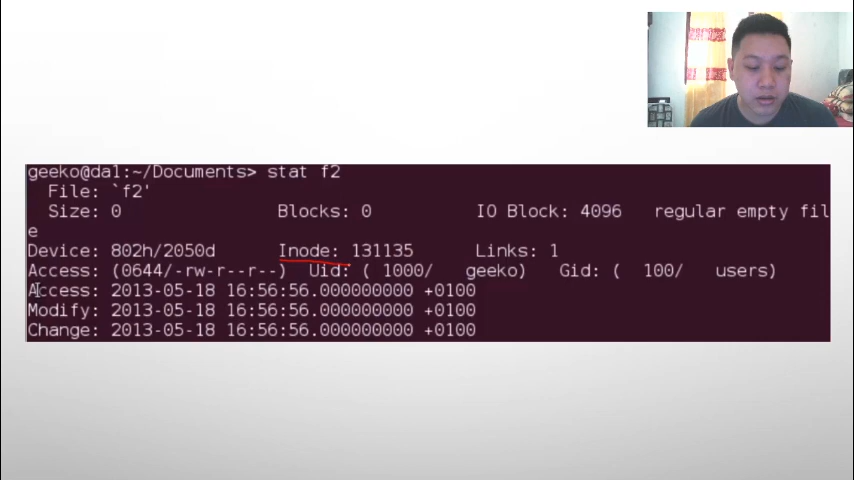 geeko@da1:~/Documents> stat f2
File: `f2'
Size: 0 Blocks: 0 IO Block: 4096 regular empty fil
e
Device: 802h/2050d Inode: 131135 Links: 1
Access: (0644/-rw-r--r--) Uid: ( 1000/ geeko) Gid: ( 100/ users)
Access: 2013-05-18 16:56:56.000000000 +0100
Modify: 2013-05-18 16:56:56.000000000 +0100
Change: 2013-05-18 16:56:56.000000000 +0100